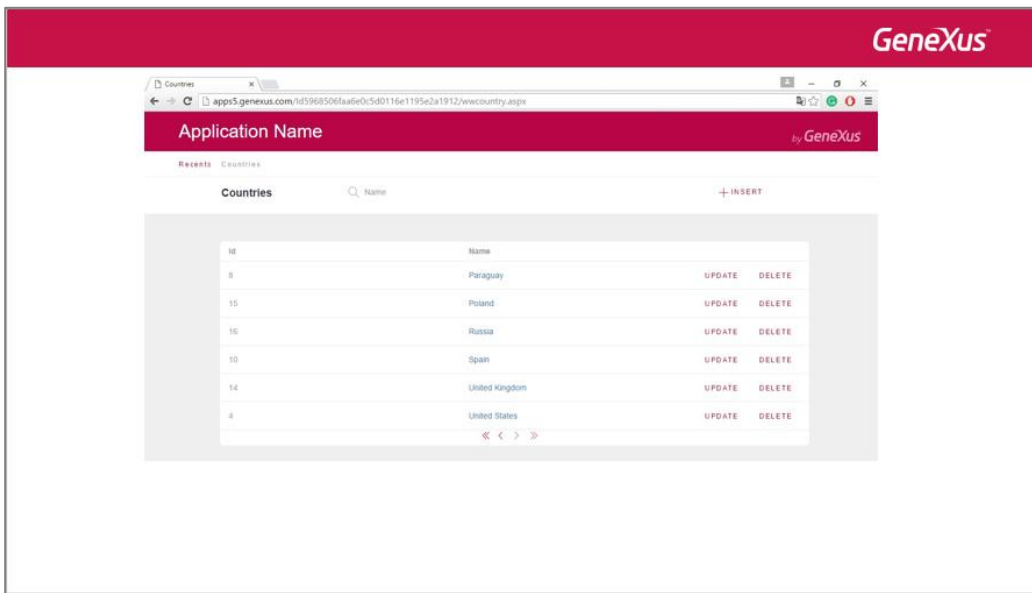 GeneXus™
Countries
apps5.genexus.com/Id5968506faa6e0c5d0116e1195e2a1912/wwcountry.aspx
Application Name
by GeneXus
Recents Countries
Countries Name INSERT
Id Name
8 Paraguay UPDATE DELETE
15 Poland UPDATE DELETE
16 Russia UPDATE DELETE
10 Spain UPDATE DELETE
14 United Kingdom UPDATE DELETE
4 United States UPDATE DELETE